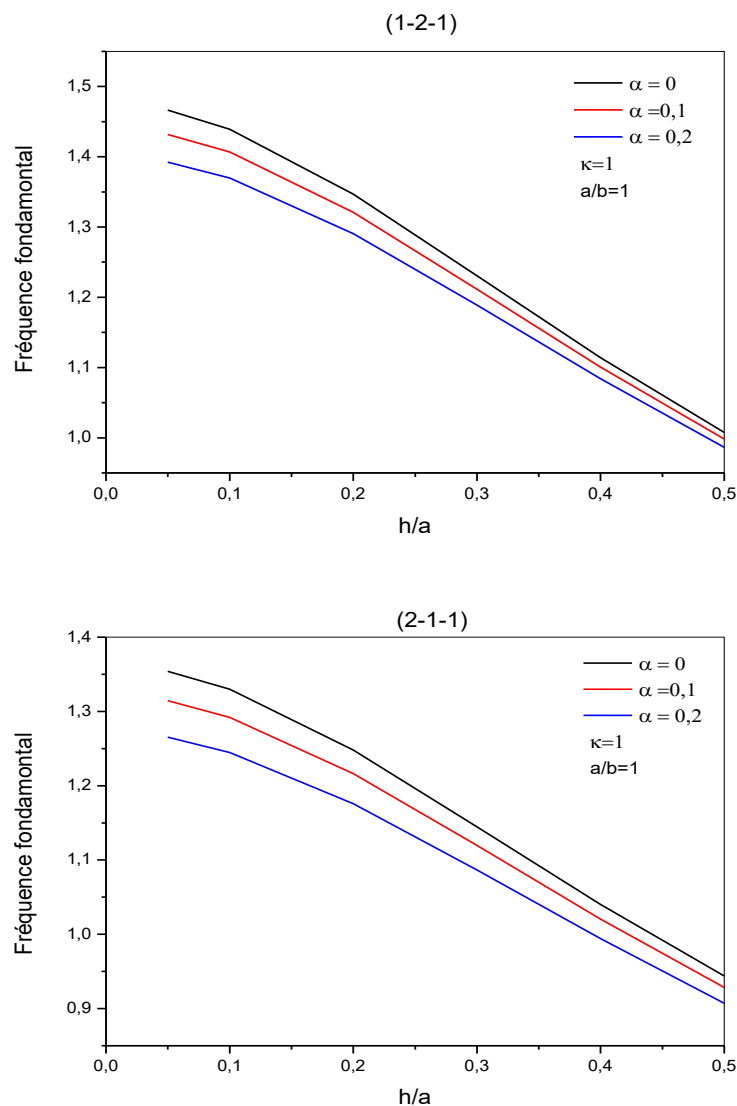 (1-2-1)
1,5
1,4
1,3
1,2
1,1
1,0
Fréquence fondamontal
α = 0
α =0,1
α = 0,2
κ=1
a/b=1
0,0 0,1 0,2 0,3 0,4 0,5
h/a
(2-1-1)
1,4
1,3
1,2
1,1
1,0
0,9
Fréquence fondamontal
α = 0
α =0,1
α = 0,2
κ=1
a/b=1
0,0 0,1 0,2 0,3 0,4 0,5
h/a